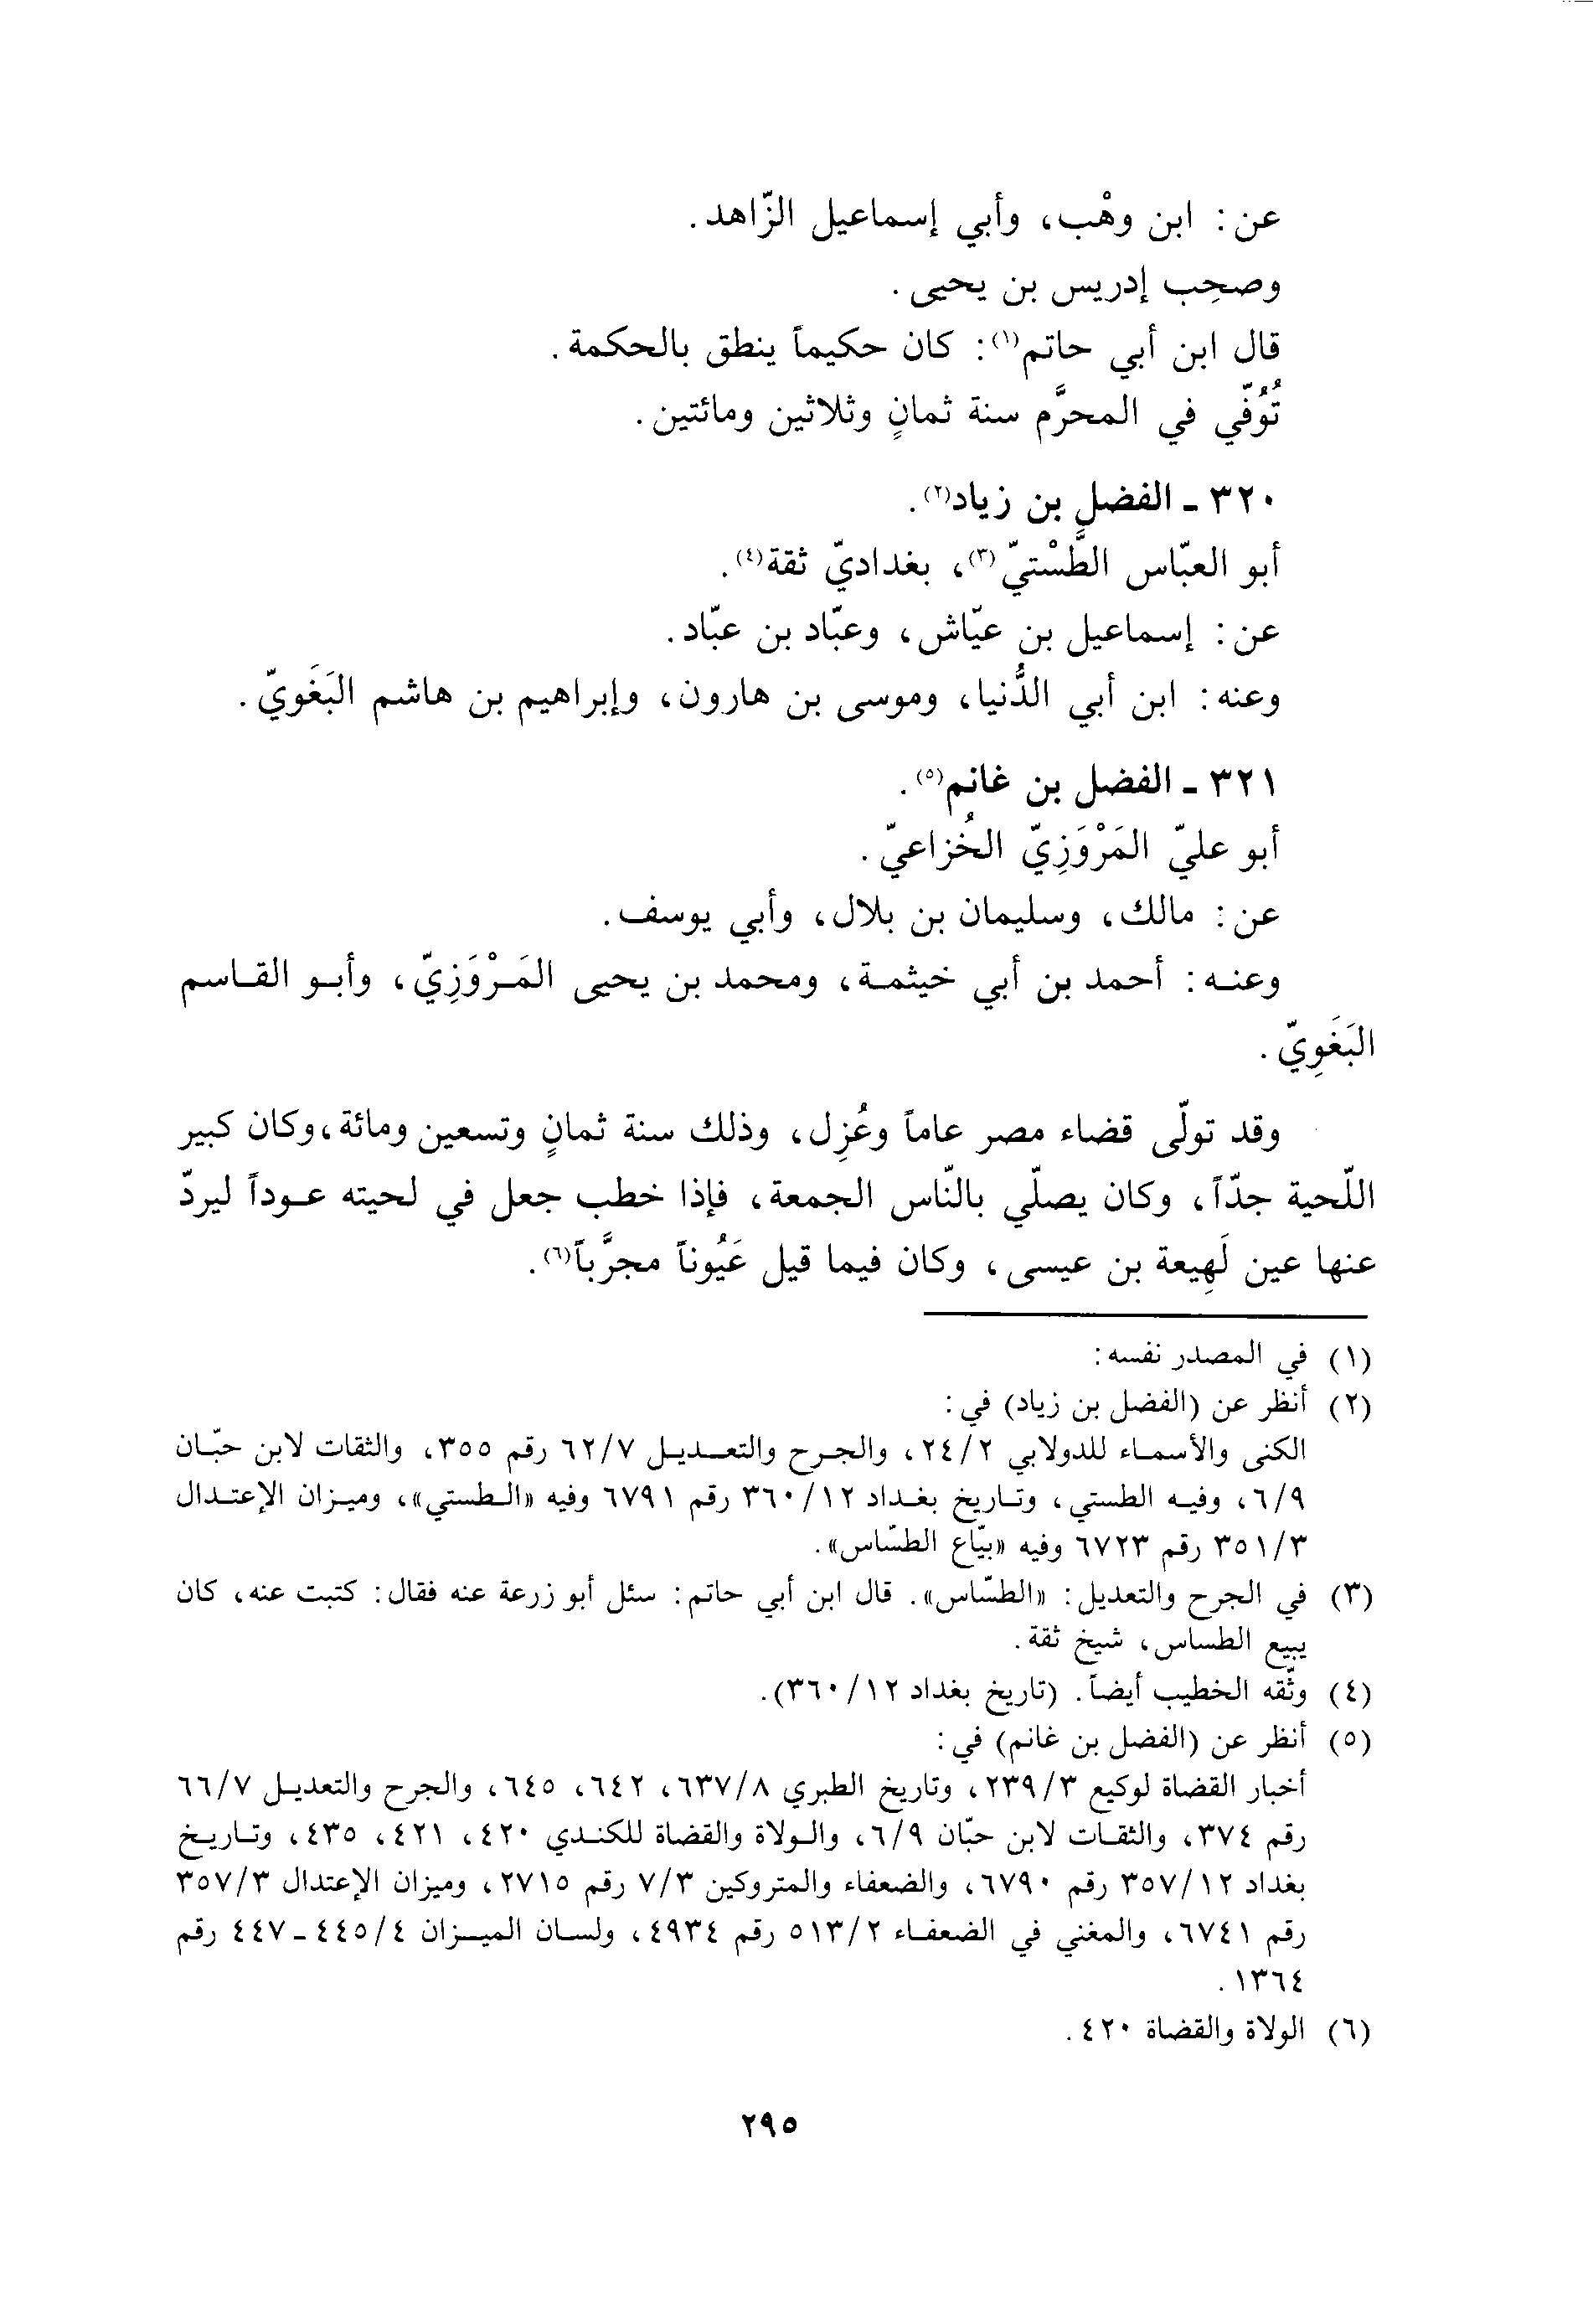 عن: ابن وهْب، وأبي إسماعيل الزّاهد.
وصحِب إدريس بن يحيى.
قال ابن أبي حاتم(١): كان حكيماً ينطق بالحكمة.
تُوُفّي في المحرَّم سنة ثمانٍ وثلاثين ومائتين.
٣٢٠ ـ الفضل بن زياد(٢).
أبو العبّاس الطَّسْتيّ(٣)، بغداديّ ثقة(٤).
عن: إسماعيل بن عيّاش، وعبّاد بن عبّاد.
وعنه: ابن أبي الدُّنيا، وموسى بن هارون، وإبراهيم بن هاشم البَغَويّ.
٣٢١ ـ الفضل بن غانم(٥).
أبو عليّ المَرْوَزِيّ الخُزاعيّ.
عن: مالك، وسليمان بن بلال، وأبي يوسف.
وعنه: أحمد بن أبي خيثمة، ومحمد بن يحيى المَرْوَزِيّ، وأبو القاسم
البَغَوِيّ.
وقد تولّى قضاء مصر عاماً وعُزِل، وذلك سنة ثمانٍ وتسعين ومائة، وكان كبير
اللّحية جدّاً، وكان يصلّي بالنّاس الجمعة، فإذا خطب جعل في لحيته عوداً ليردّ
عنها عين لَهِيعة بن عيسى، وكان فيما قيل عَيُوناً مجرَّباً(٦).
(١) في المصدر نفسه:
(٢) أنظر عن (الفضل بن زياد) في:
الكنى والأسماء للدولابي ٢٤/٢، والجرح والتعديل ٦٢/٧ رقم ٣٥٥، والثقات لابن حبّان
٦/٩، وفيه الطستي، وتاريخ بغداد ٣٦٠/١٢ رقم ٦٧٩١ وفيه «الطستي»، وميزان الإعتدال
٣٥١/٣ رقم ٦٧٢٣ وفيه «بيّاع الطسّاس».
(٣) في الجرح والتعديل: «الطسّاس». قال ابن أبي حاتم: سئل أبو زرعة عنه فقال: كتبت عنه، كان
يبيع الطساس، شيخ ثقة.
(٤) وثّقه الخطيب أيضاً. (تاريخ بغداد ٣٦٠/١٢).
(٥) أنظر عن (الفضل بن غانم) في:
أخبار القضاة لوكيع ٢٣٩/٣، وتاريخ الطبري ٦٣٧/٨، ٦٤٢، ٦٤٥، والجرح والتعديل ٦٦/٧
رقم ٣٧٤، والثقات لابن حبّان ٦/٩، والولاة والقضاة للكندي ٤٢٠، ٤٢١، ٤٣٥، وتاريخ
بغداد ٣٥٧/١٢ رقم ٦٧٩٠، والضعفاء والمتروكين ٧/٣ رقم ٢٧١٥، وميزان الإعتدال ٣٥٧/٣
رقم ٦٧٤١، والمغني في الضعفاء ٥١٣/٢ رقم ٤٩٣٤، ولسان الميزان ٤٤٥/٤ ـ ٤٤٧ رقم
١٣٦٤.
(٦) الولاة والقضاة ٤٢٠.
٢٩٥